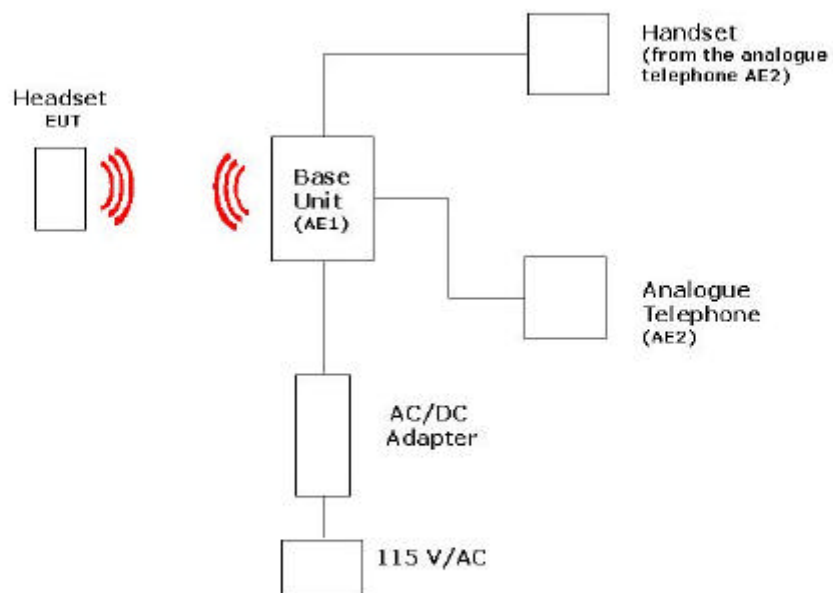 Handset
(from the analogue
telephone AE2)
Headset
EUT
Base
Unit
(AE1)
Analogue
Telephone
(AE2)
AC/DC
Adapter
115 V/AC